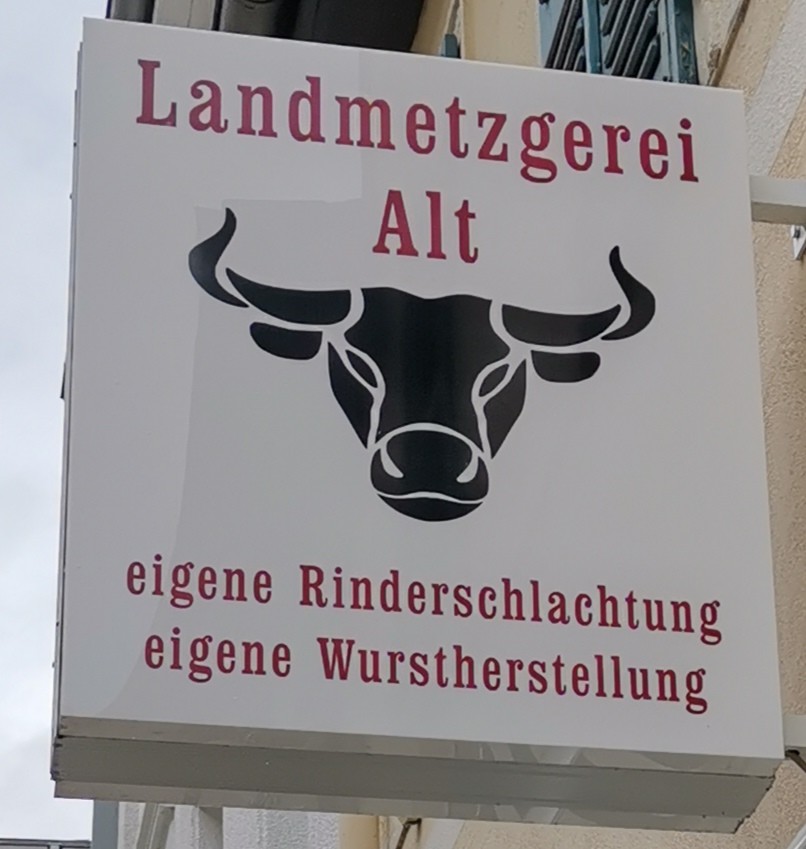 Landmetzgerei
Alt
eigene Rinderschlachtung
eigene Wurstherstellung